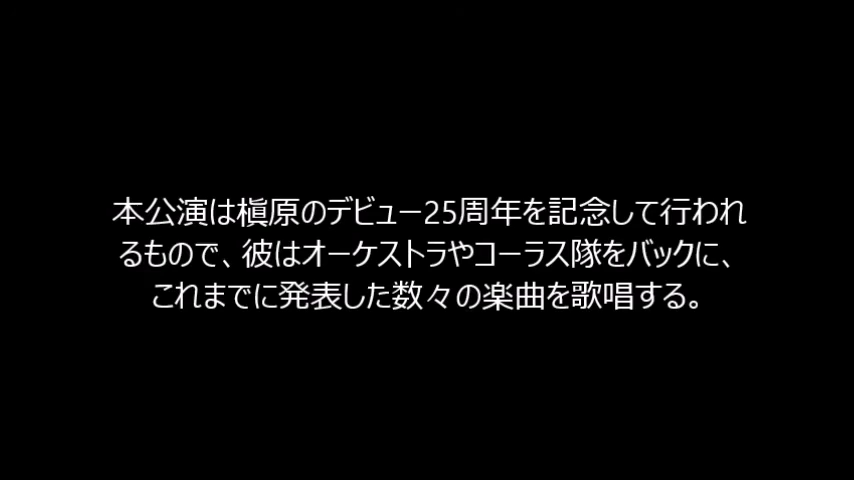 本公演は槇原のデビュー25周年を記念して行われ
るもので、彼はオーケストラやコーラス隊をバックに、
これまでに発表した数々の楽曲を歌唱する。